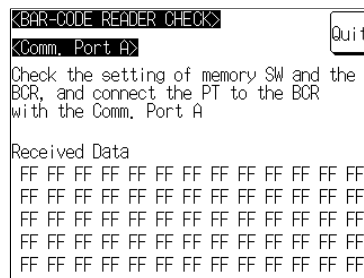 <BAR-CODE READER CHECK>
Quit
<Comm. Port A>
Check the setting of memory SW and the
BCR, and connect the PT to the BCR
with the Comm. Port A
Received Data
FF FF FF FF FF FF FF FF FF FF FF FF FF
FF FF FF FF FF FF FF FF FF FF FF FF FF
FF FF FF FF FF FF FF FF FF FF FF FF FF
FF FF FF FF FF FF FF FF FF FF FF FF FF
FF FF FF FF FF FF FF FF FF FF FF FF FF